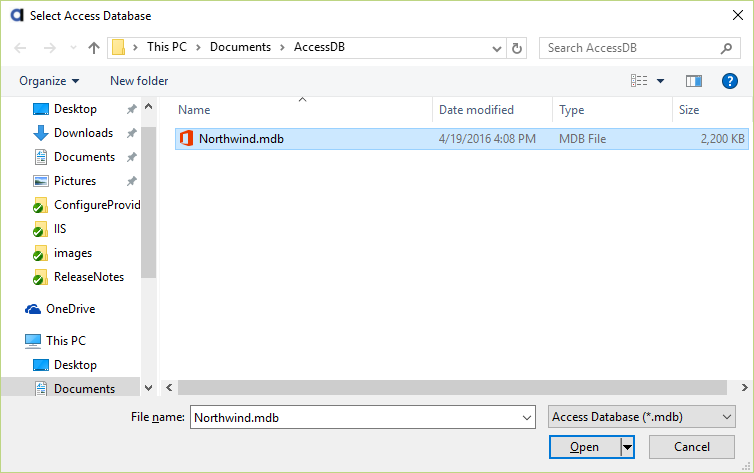 Select Access Database
This PC > Documents > AccessDB
Search AccessDB
Organize
New folder
Desktop
Downloads
Documents
Pictures
ConfigureProvid
IIS
images
ReleaseNotes
OneDrive
This PC
Desktop
Documents
Name Date modified Type Size
Northwind.mdb 4/19/2016 4:08 PM MDB File 2,200 KB
File name: Northwind.mdb
Access Database (*.mdb)
Open Cancel